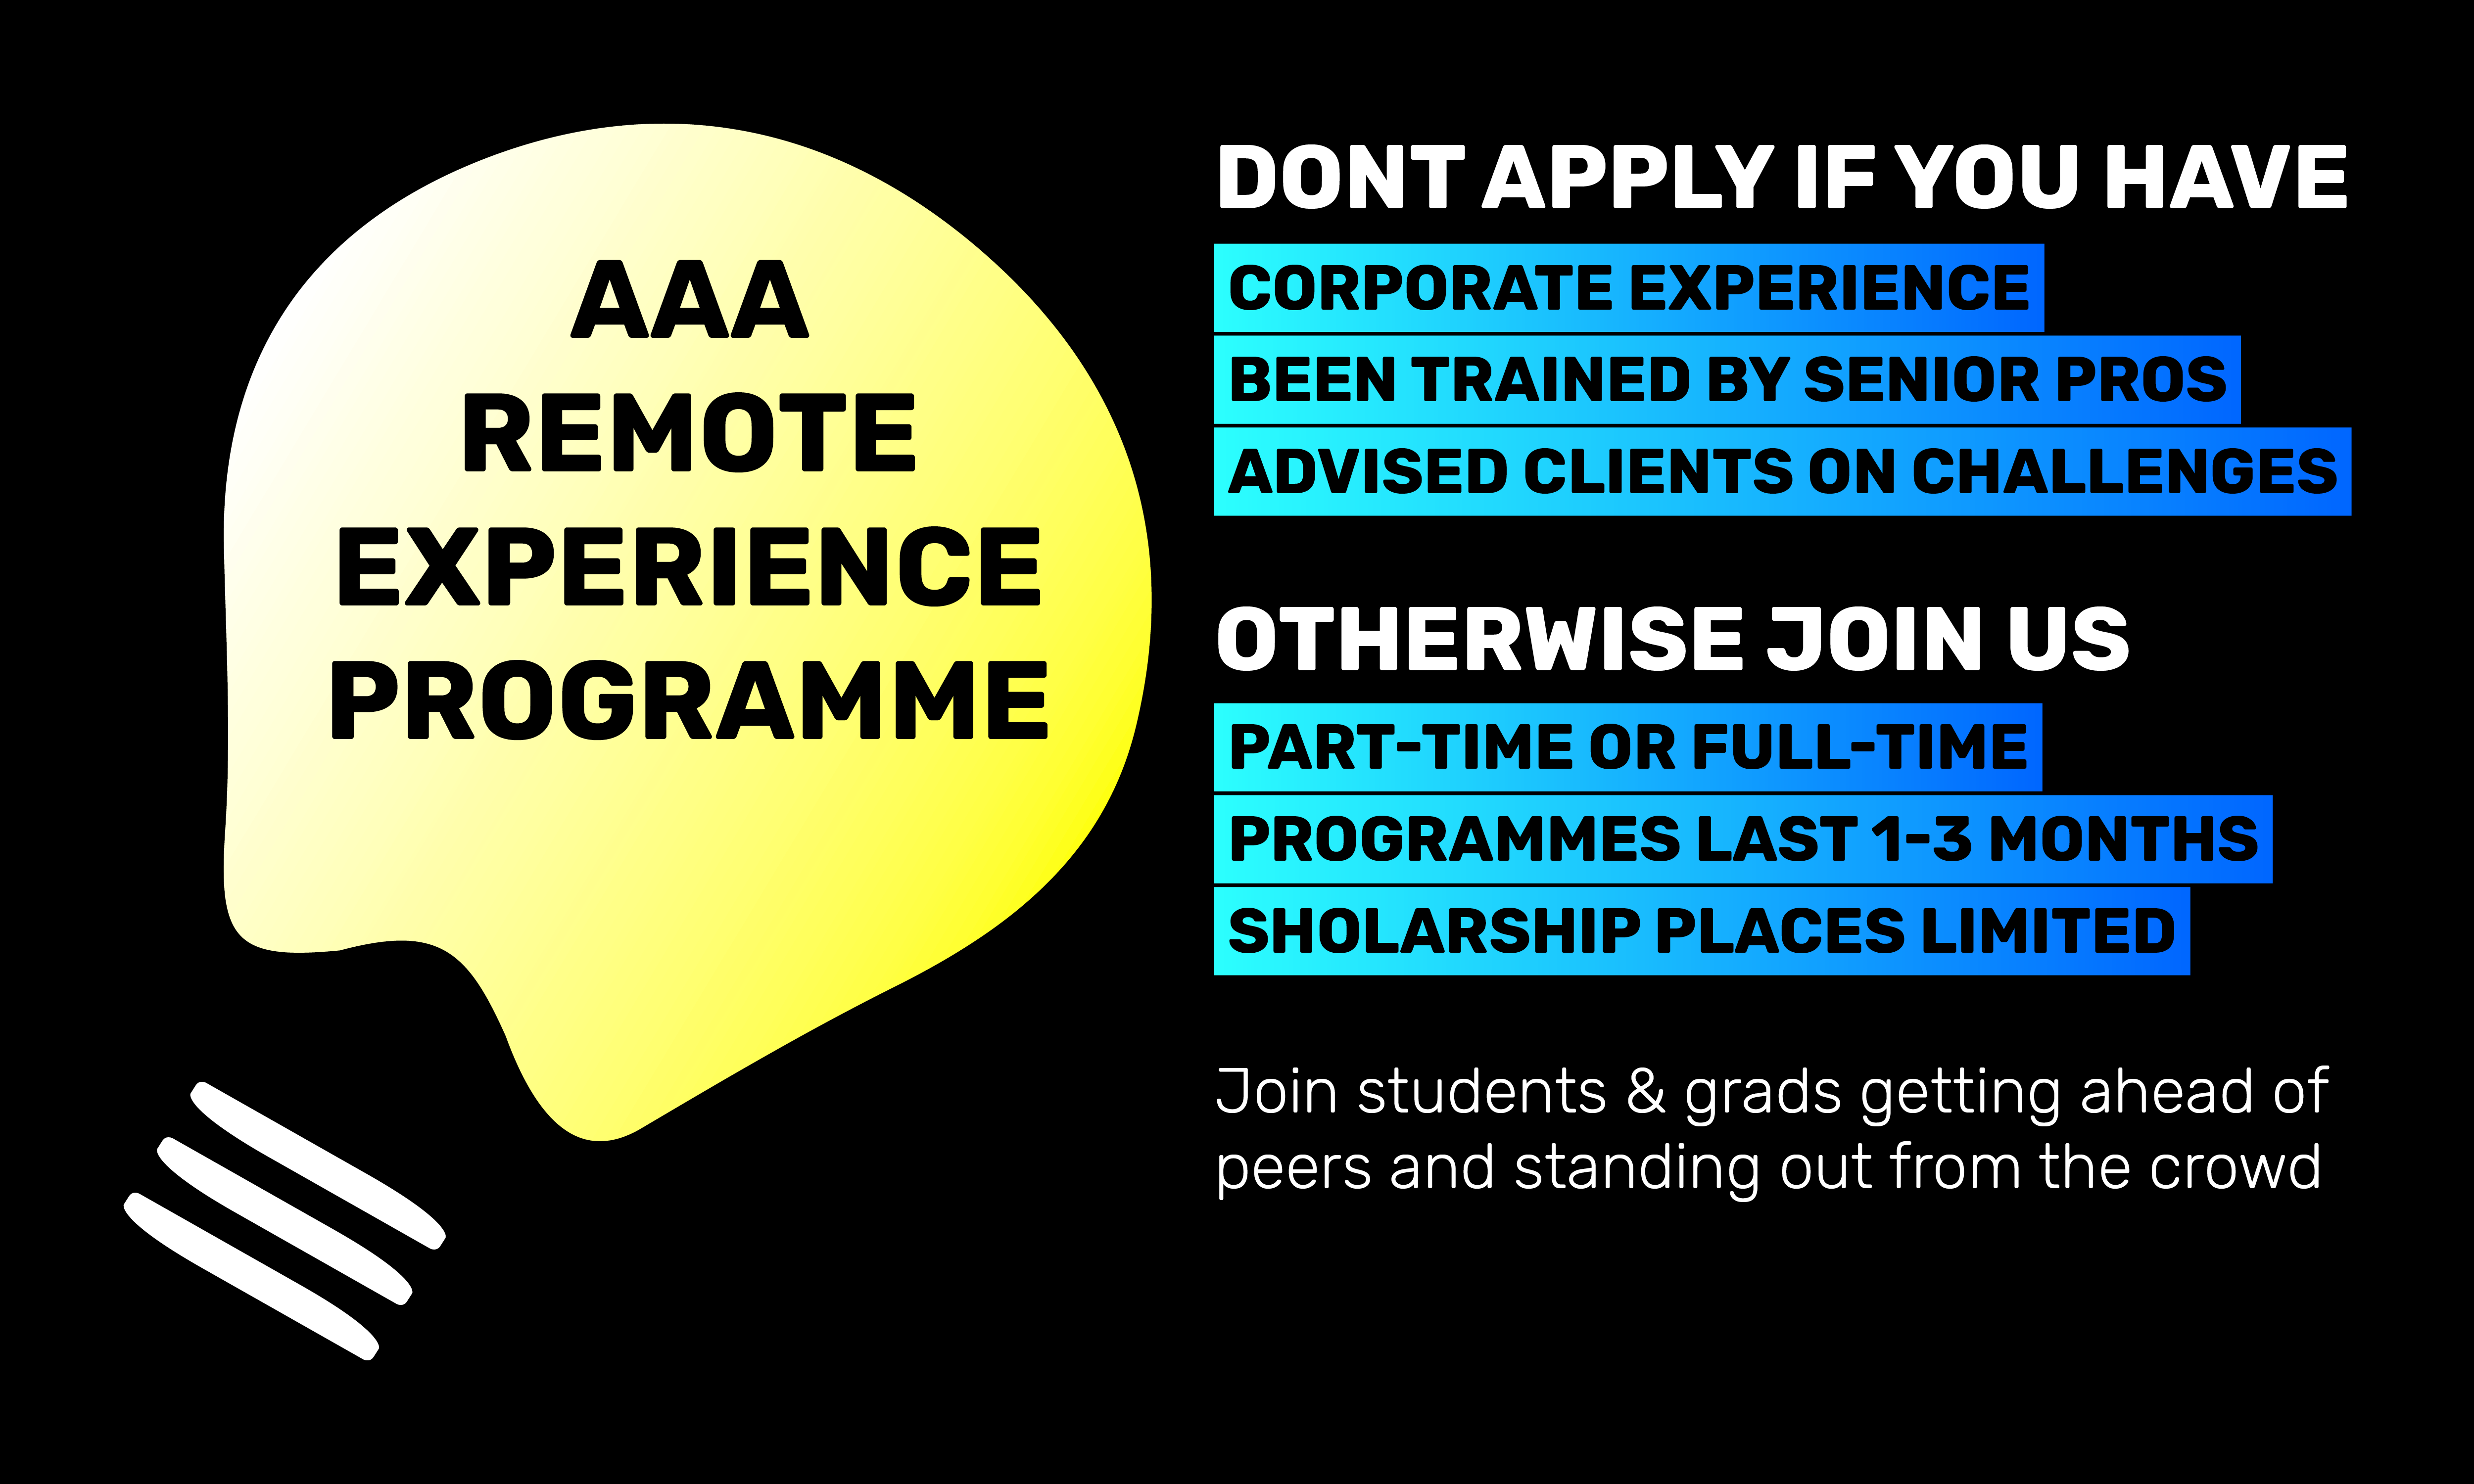 AAA
REMOTE
EXPERIENCE
PROGRAMME
DONT APPLY IF YOU HAVE
CORPORATE EXPERIENCE
BEEN TRAINED BY SENIOR PROS
ADVISED CLIENTS ON CHALLENGES
OTHERWISE JOIN US
PART-TIME OR FULL-TIME
PROGRAMMES LAST 1-3 MONTHS
SHOLARSHIP PLACES LIMITED
Join students & grads getting ahead of
peers and standing out from the crowd